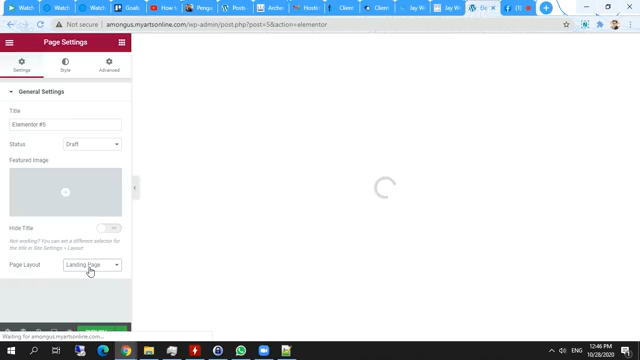 Watch
Watch
Watch
Goals
How t
Pengu
Posts
Archi
Hosti
Client
Client
Jay W
Jay W
Ele
Not secure
amongus.myartsonline.com/wp-admin/post.php?post=5&action=elementor
Page Settings
Settings
Style
Advanced
General Settings
Title
Elementor #5
Status
Draft
Featured Image
Hide Title
Not working? You can set a different selector for
the title in Site Settings > Layout
Page Layout
Landing Page
Waiting for amongus.myartsonline.com...
ENG
12:46 PM
10/28/2020